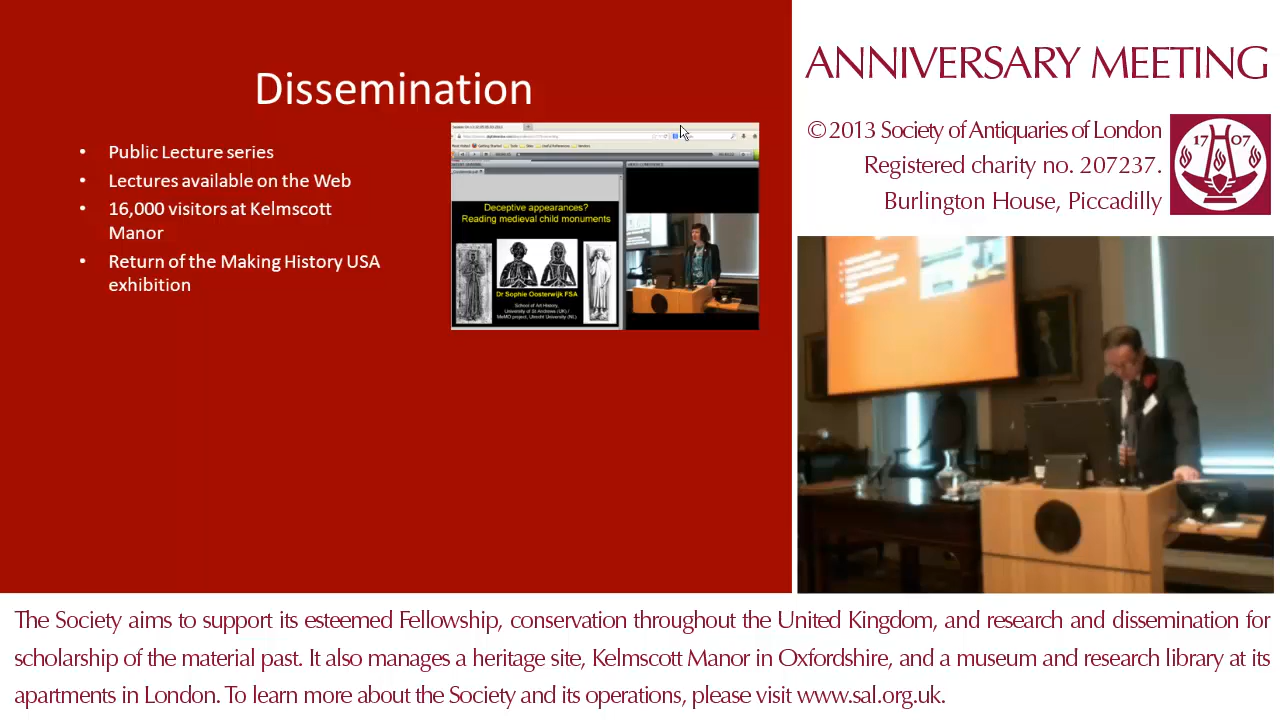 Dissemination
• Public Lecture series
• Lectures available on the Web
• 16,000 visitors at Kelmscott
Manor
• Return of the Making History USA
exhibition
Deceptive appearances?
Reading medieval child monuments
Dr Sophie Oosterwijk FSA
School of Art History,
University of St Andrews (UK) /
MeMO project, Utrecht University (NL)
ANNIVERSARY MEETING
© 2013 Society of Antiquaries of London
Registered charity no. 207237.
Burlington House, Piccadilly
17 07
The Society aims to support its esteemed Fellowship, conservation throughout the United Kingdom, and research and dissemination for
scholarship of the material past. It also manages a heritage site, Kelmscott Manor in Oxfordshire, and a museum and research library at its
apartments in London. To learn more about the Society and its operations, please visit www.sal.org.uk.